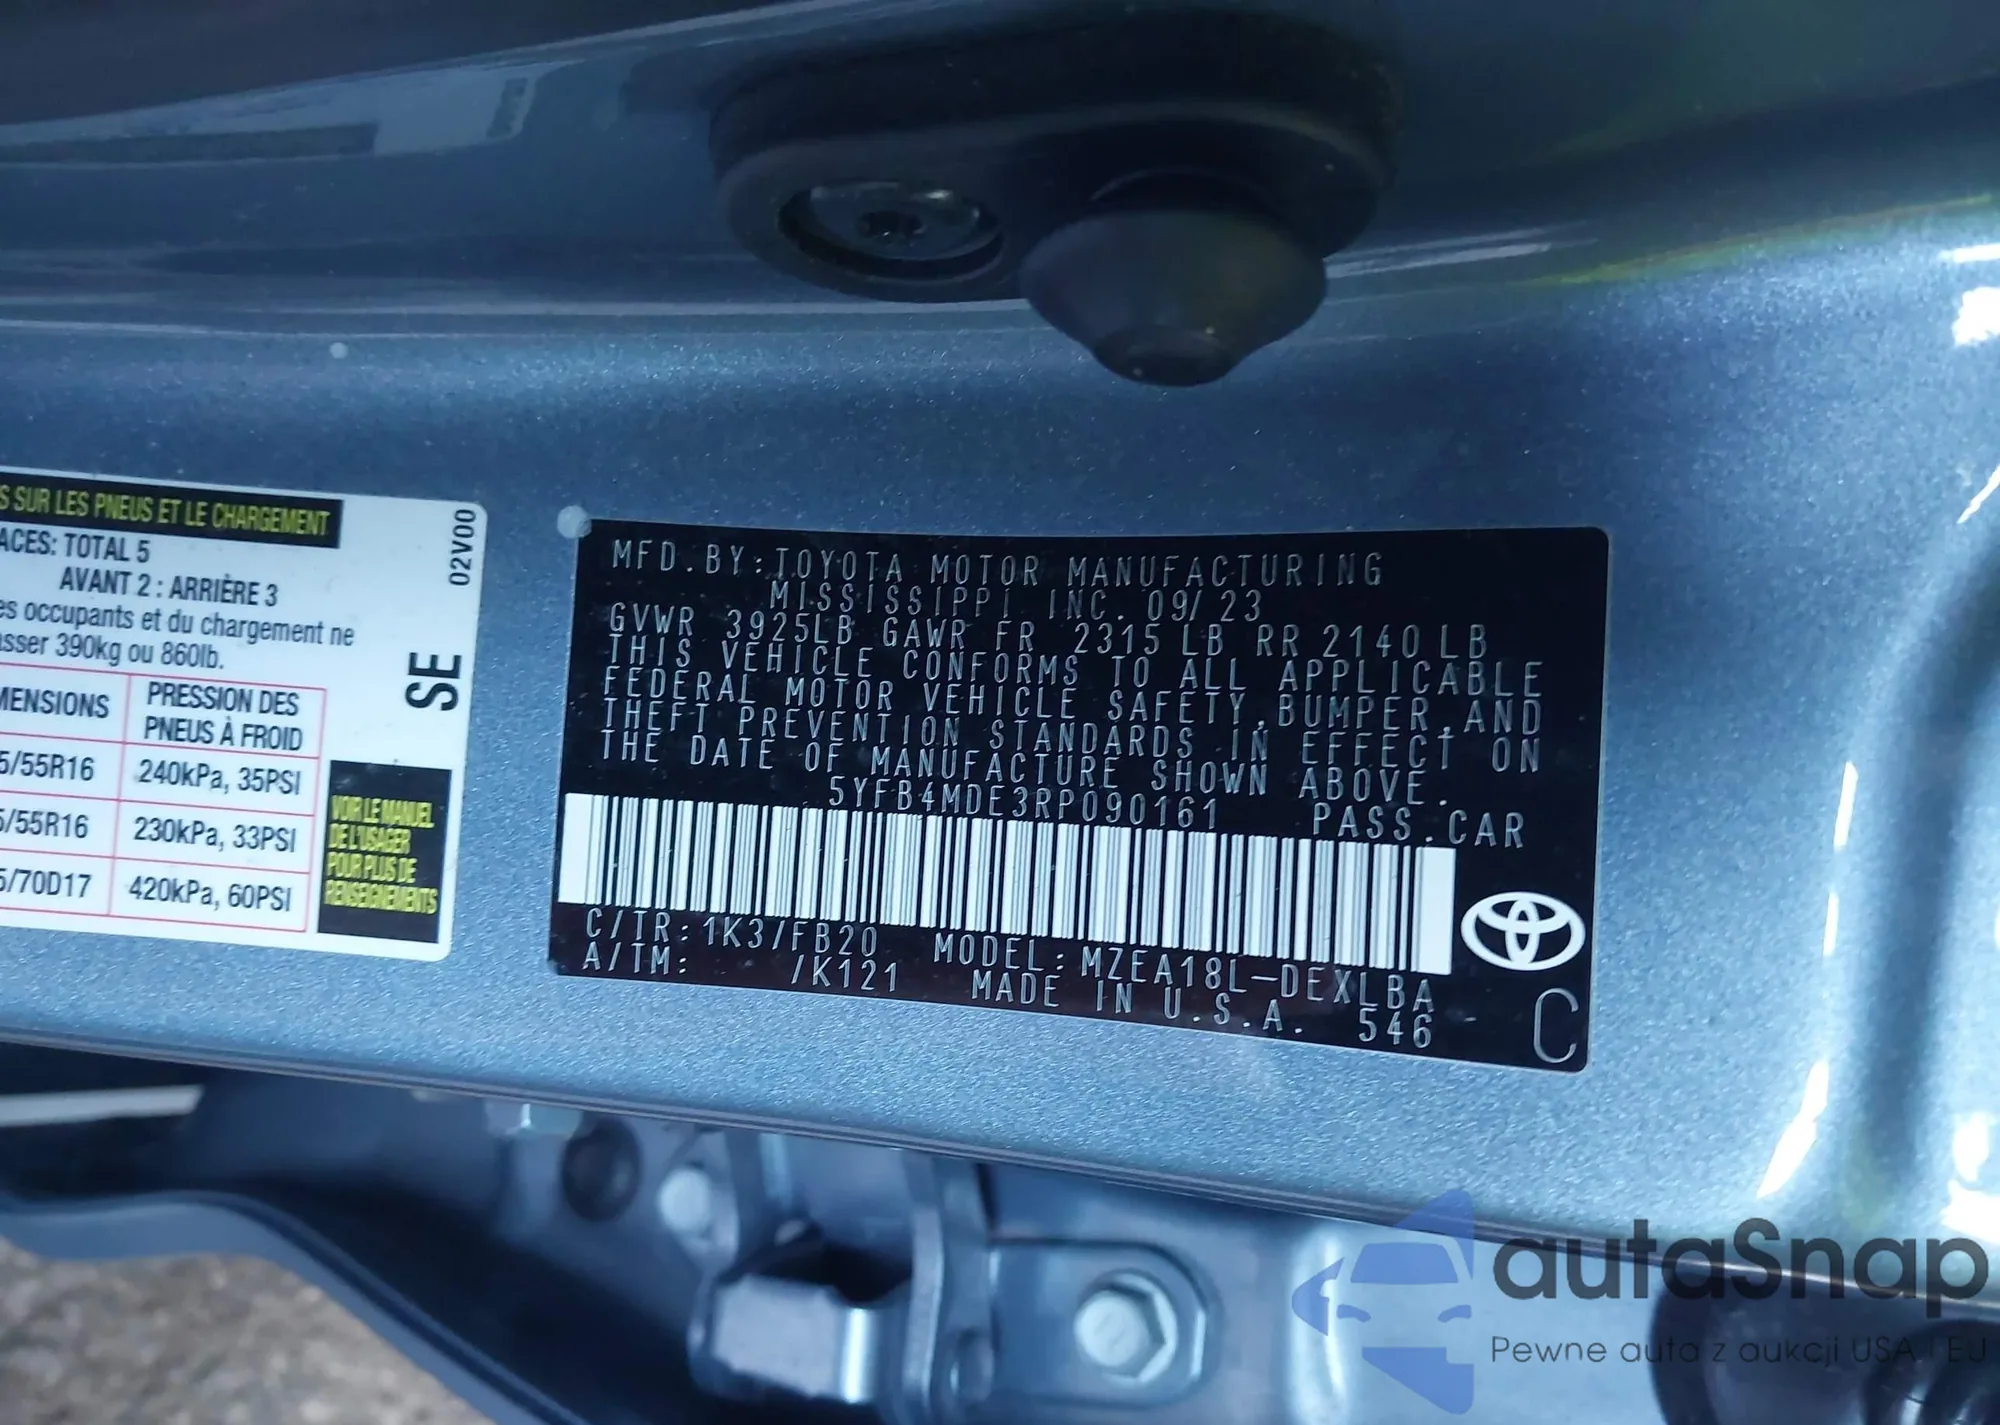 S SUR LES PNEUS ET LE CHARGEMENT
ACES: TOTAL 5
AVANT 2 : ARRIÈRE 3
es occupants et du chargement ne
sser 390kg ou 860lb.
MENSIONS
PRESSION DES
PNEUS À FROID
5/55R16
240kPa, 35PSI
5/55R16
230kPa, 33PSI
5/70D17
420kPa, 60PSI
02V00
SE
VOIR LE MANUEL
DE L'USAGER
POUR PLUS DE
RENSEIGNEMENTS
MFD. BY: TOYOTA MOTOR MANUFACTURING
MISSISSIPPI INC. 09/23
GVWR 3925LB GAWR FR 2315 LB RR 2140 LB
THIS VEHICLE CONFORMS TO ALL APPLICABLE
FEDERAL MOTOR VEHICLE SAFETY,BUMPER,AND
THEFT PREVENTION STANDARDS IN EFFECT ON
THE DATE OF MANUFACTURE SHOWN ABOVE.
5YFB4MDE3RP090161 PASS.CAR
C/TR: 1K3/FB20 MODEL: MZEA18L-DEXLBA
A/TM: /K121 MADE IN U.S.A. 546
C
autaSnap
Pewne auta z aukcji USA i EU